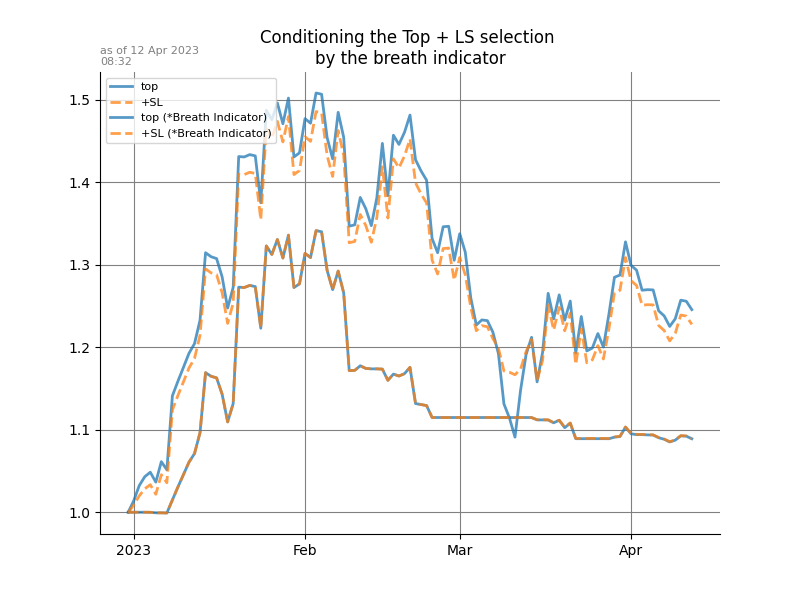 Conditioning the Top + LS selection
by the breath indicator
as of 12 Apr 2023
08:32
top
+SL
top (*Breath Indicator)
+SL (*Breath Indicator)
1.5
1.4
1.3
1.2
1.1
1.0
2023 Feb Mar Apr